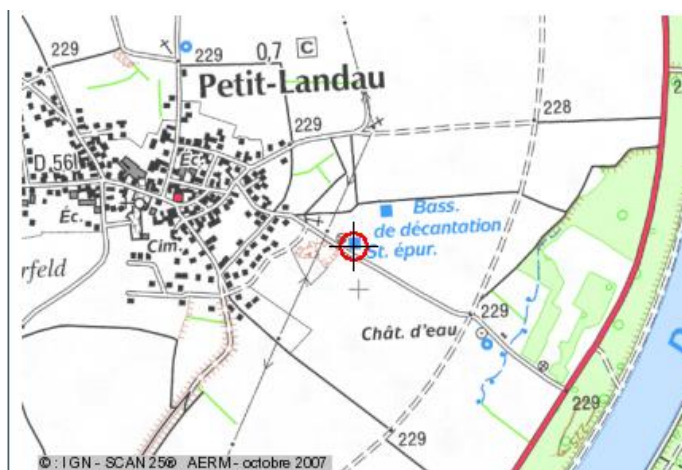 229
0,7
C
229
Petit-Landau
229
228
D. 56
Éc.
Bass.
de décantation
St. épur.
Éc.
Cim.
erfeld
229
Chât. d'eau
229
229
© : IGN - SCAN 25® AERM - octobre 2007